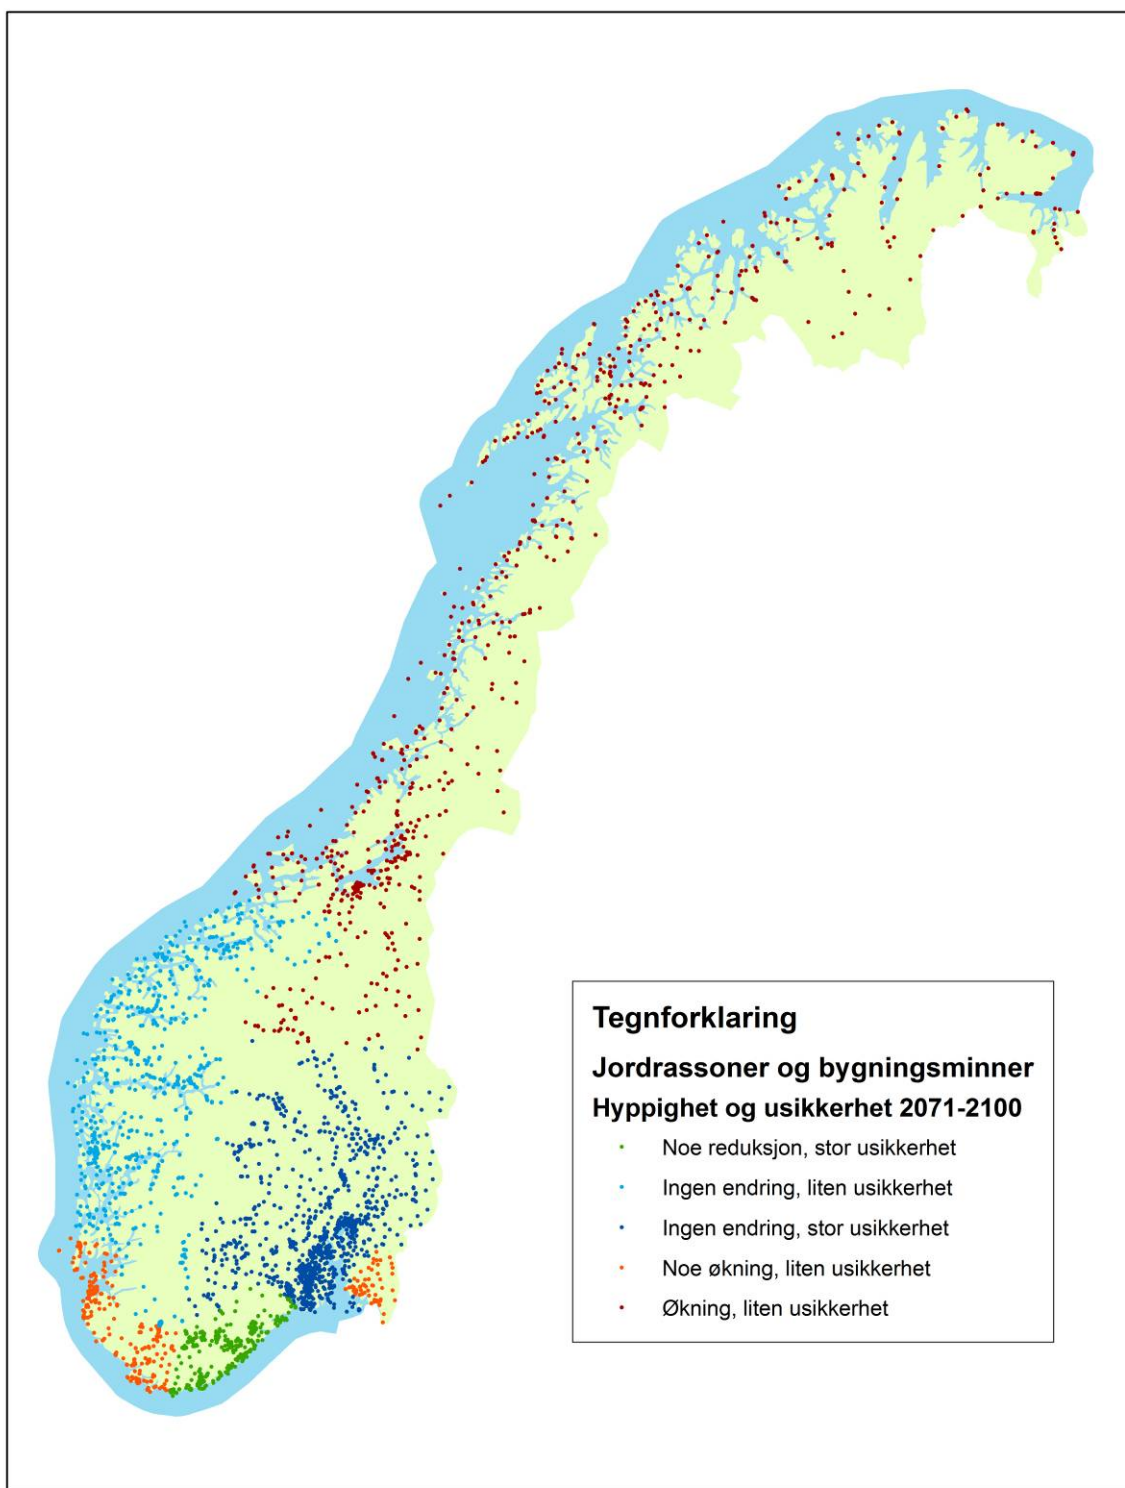 Tegnforklaring
Jordrassoner og bygningsminner
Hyppighet og usikkerhet 2071-2100
Noe reduksjon, stor usikkerhet
Ingen endring, liten usikkerhet
Ingen endring, stor usikkerhet
Noe økning, liten usikkerhet
Økning, liten usikkerhet